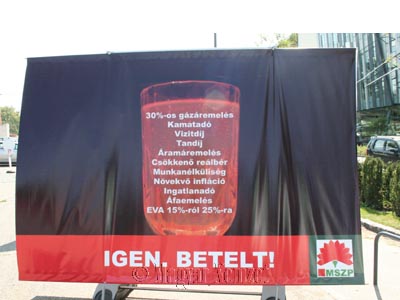 30%-os gázáremelés
Kamatadó
Vizitdíj
Tandíj
Áramáremelés
Csökkenő reálbér
Munkanélküliség
Növekvő infláció
Ingatlanadó
Áfaemelés
EVA 15%-ról 25%-ra
IGEN. BETELT!
MSZP